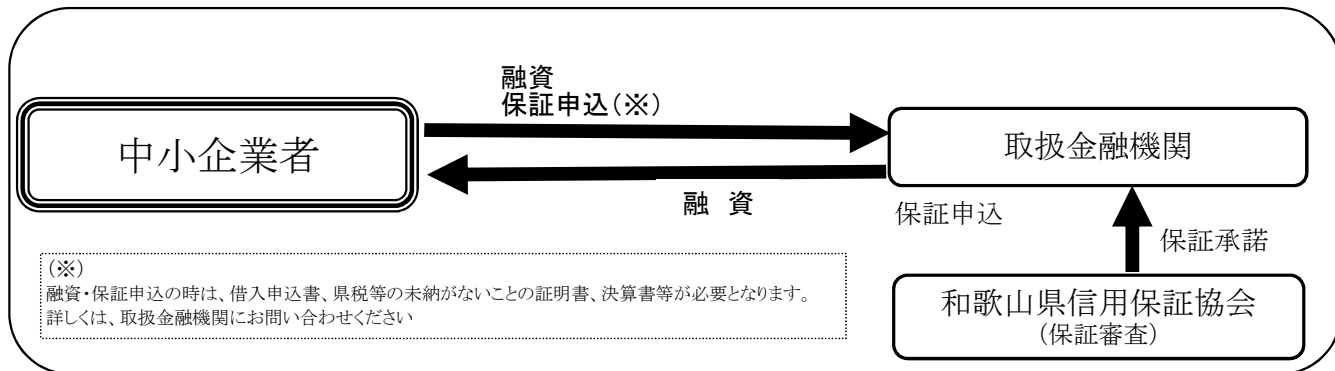 融資
保証申込(※)
中小企業者
取扱金融機関
融 資
保証申込
保証承諾
(※)
融資・保証申込の時は、借入申込書、県税等の未納がないことの証明書、決算書等が必要となります。
詳しくは、取扱金融機関にお問い合わせください
和歌山県信用保証協会
(保証審査)